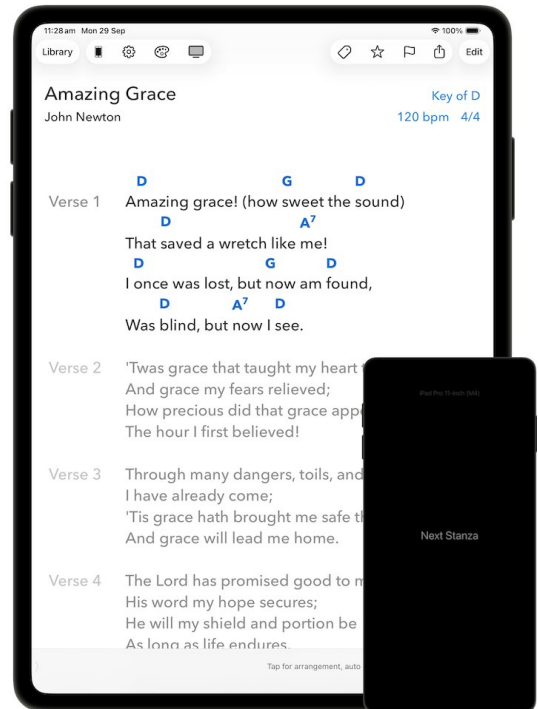 11:28 am Mon 29 Sep
100%
Library
Edit
Amazing Grace
Key of D
John Newton
120 bpm 4/4
D G D
Verse 1 Amazing grace! (how sweet the sound)
D A7
That saved a wretch like me!
D G D
I once was lost, but now am found,
D A7 D
Was blind, but now I see.
Verse 2 'Twas grace that taught my heart
And grace my fears relieved;
How precious did that grace
The hour I first believed!
Verse 3 Through many dangers, toils, and
I have already come;
'Tis grace hath brought me safe
And grace will lead me home.
Verse 4 The Lord has promised good to
His word my hope secures;
He will my shield and portion be
As long as life endures.
Tap for arrangement, auto
iPad Pro 11-inch (M4)
Next Stanza